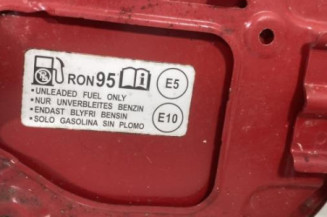 RON95 E5
•UNLEADED FUEL ONLY
•NUR UNVERBLEITES BENZIN
•ENDAST BLYFRI BENSIN E10
•SOLO GASOLINA SIN PLOMO